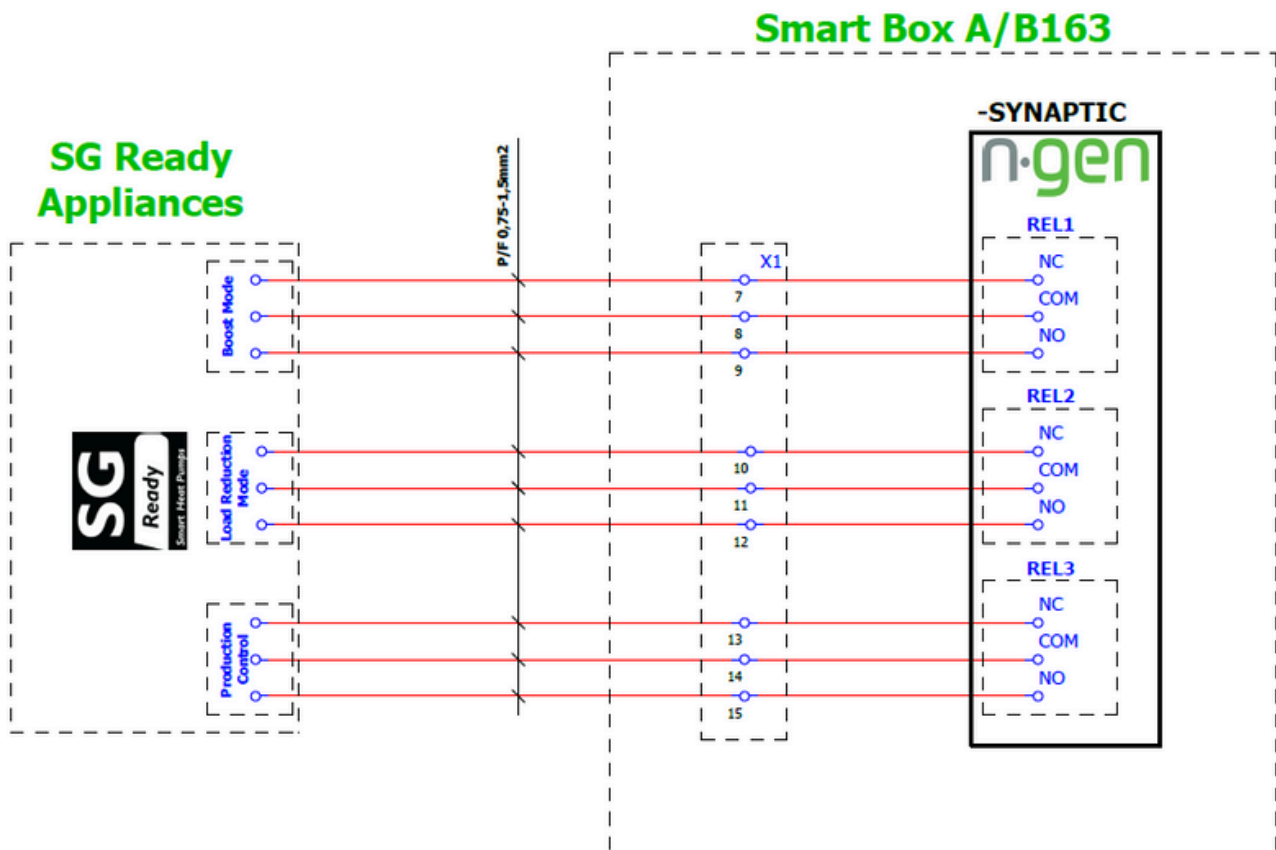 Smart Box A/B163
-SYNAPTIC
n·gen
SG Ready
Appliances
P/F 0,75-1,5mm2
X1
REL1
NC
COM
NO
Boost Mode
7
8
9
REL2
NC
COM
NO
Load Reduction
Mode
10
11
12
SG
Ready
Smart Heat Pumps
REL3
NC
COM
NO
Production
Control
13
14
15